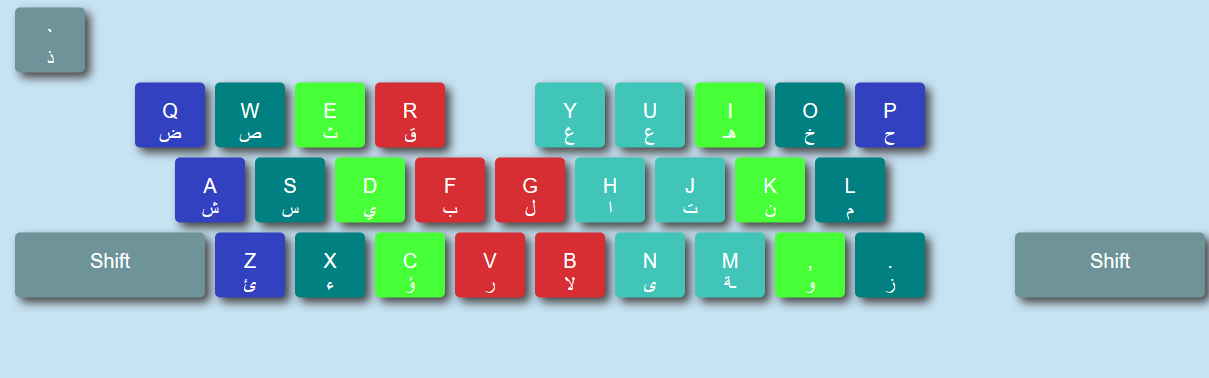 `
ذ
Q W E R Y U I O P
ض ص ث ق غ ع هـ خ ح
A S D F G H J K L
ش س ي ب ل ا ت ن م
Shift Z X C V B N M , . Shift
ئ ء ؤ ر لا ى ـة و ز